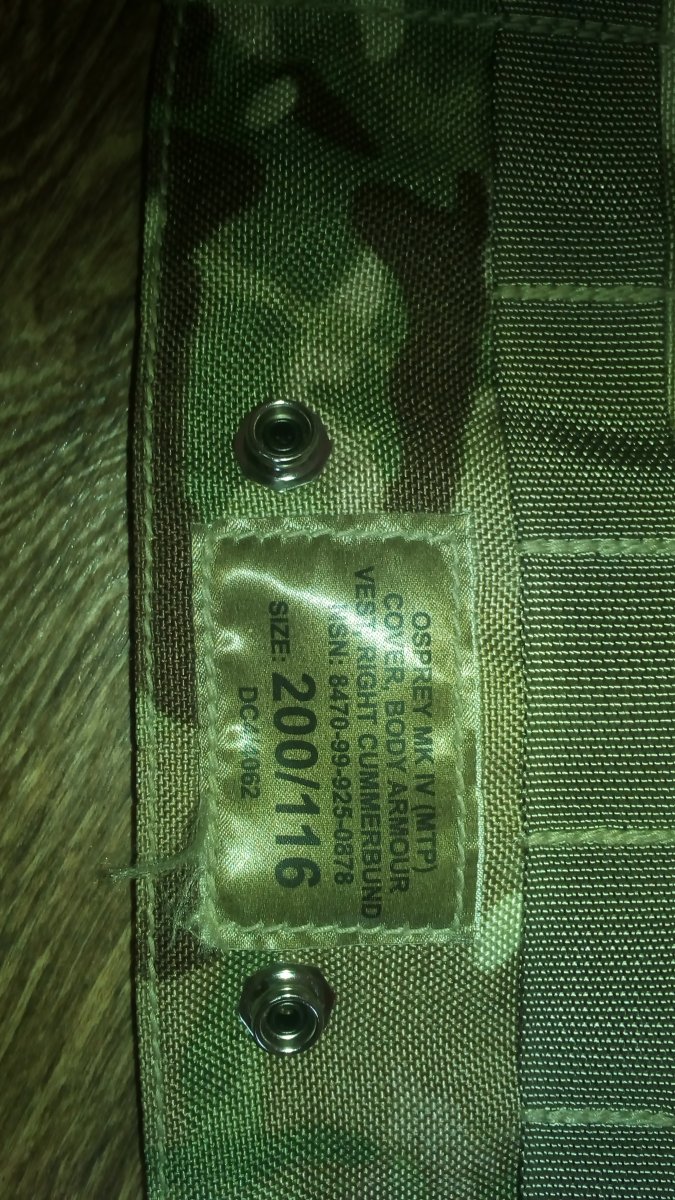 OSPREY MK IV (MTP)
COVER, BODY ARMOUR
VEST, RIGHT CUMMERBUND
NSN: 8470-99-925-0878
SIZE: 200/116